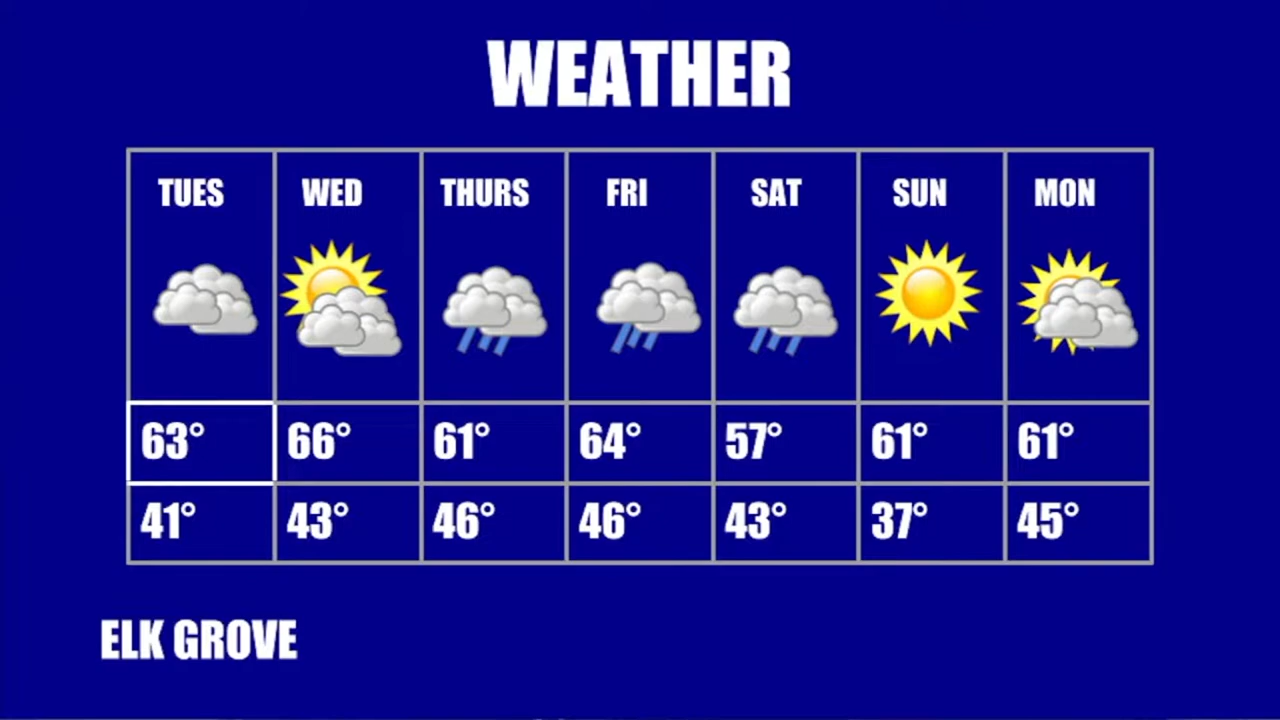 WEATHER
TUES WED THURS FRI SAT SUN MON
63° 66° 61° 64° 57° 61° 61°
41° 43° 46° 46° 43° 37° 45°
ELK GROVE